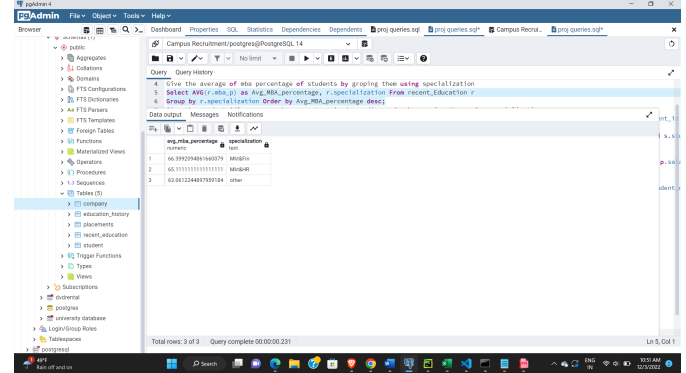 pgAdmin 4
pgAdmin File Object Tools Help
Browser
Dashboard Properties SQL Statistics Dependencies Dependents proj queries.sql proj queries.sql* Campus Recrui... proj queries.sql*
Schemas (1)
public
Aggregates
Collations
Domains
FTS Configurations
FTS Dictionaries
FTS Parsers
FTS Templates
Foreign Tables
Functions
Materialized Views
Operators
Procedures
Sequences
Tables (5)
company
education_history
placements
recent_education
student
Trigger Functions
Types
Views
Subscriptions
dvdrental
postgres
university database
Login/Group Roles
Tablespaces
postgresql
Campus Recruitment/postgres@PostgreSQL 14
No limit
Query Query History
4 Give the average of mba percentage of students by groping them using specialization
5 Select AVG(r.mba_p) as Avg_MBA_percentage, r.specialization From recent_Education r
6 Group by r.specialization Order by Avg_MBA_percentage desc;
Data output Messages Notifications
avg_mba_percentage numeric
specialization text
1 66.3992094861660079 Mkt&Fin
2 65.1111111111111111 Mkt&HR
3 63.0612244897959184 other
Total rows: 3 of 3 Query complete 00:00:00.231
Ln 5, Col 1
49°F
Rain off and on
Search
ENG
IN
10:51 AM
12/3/2022